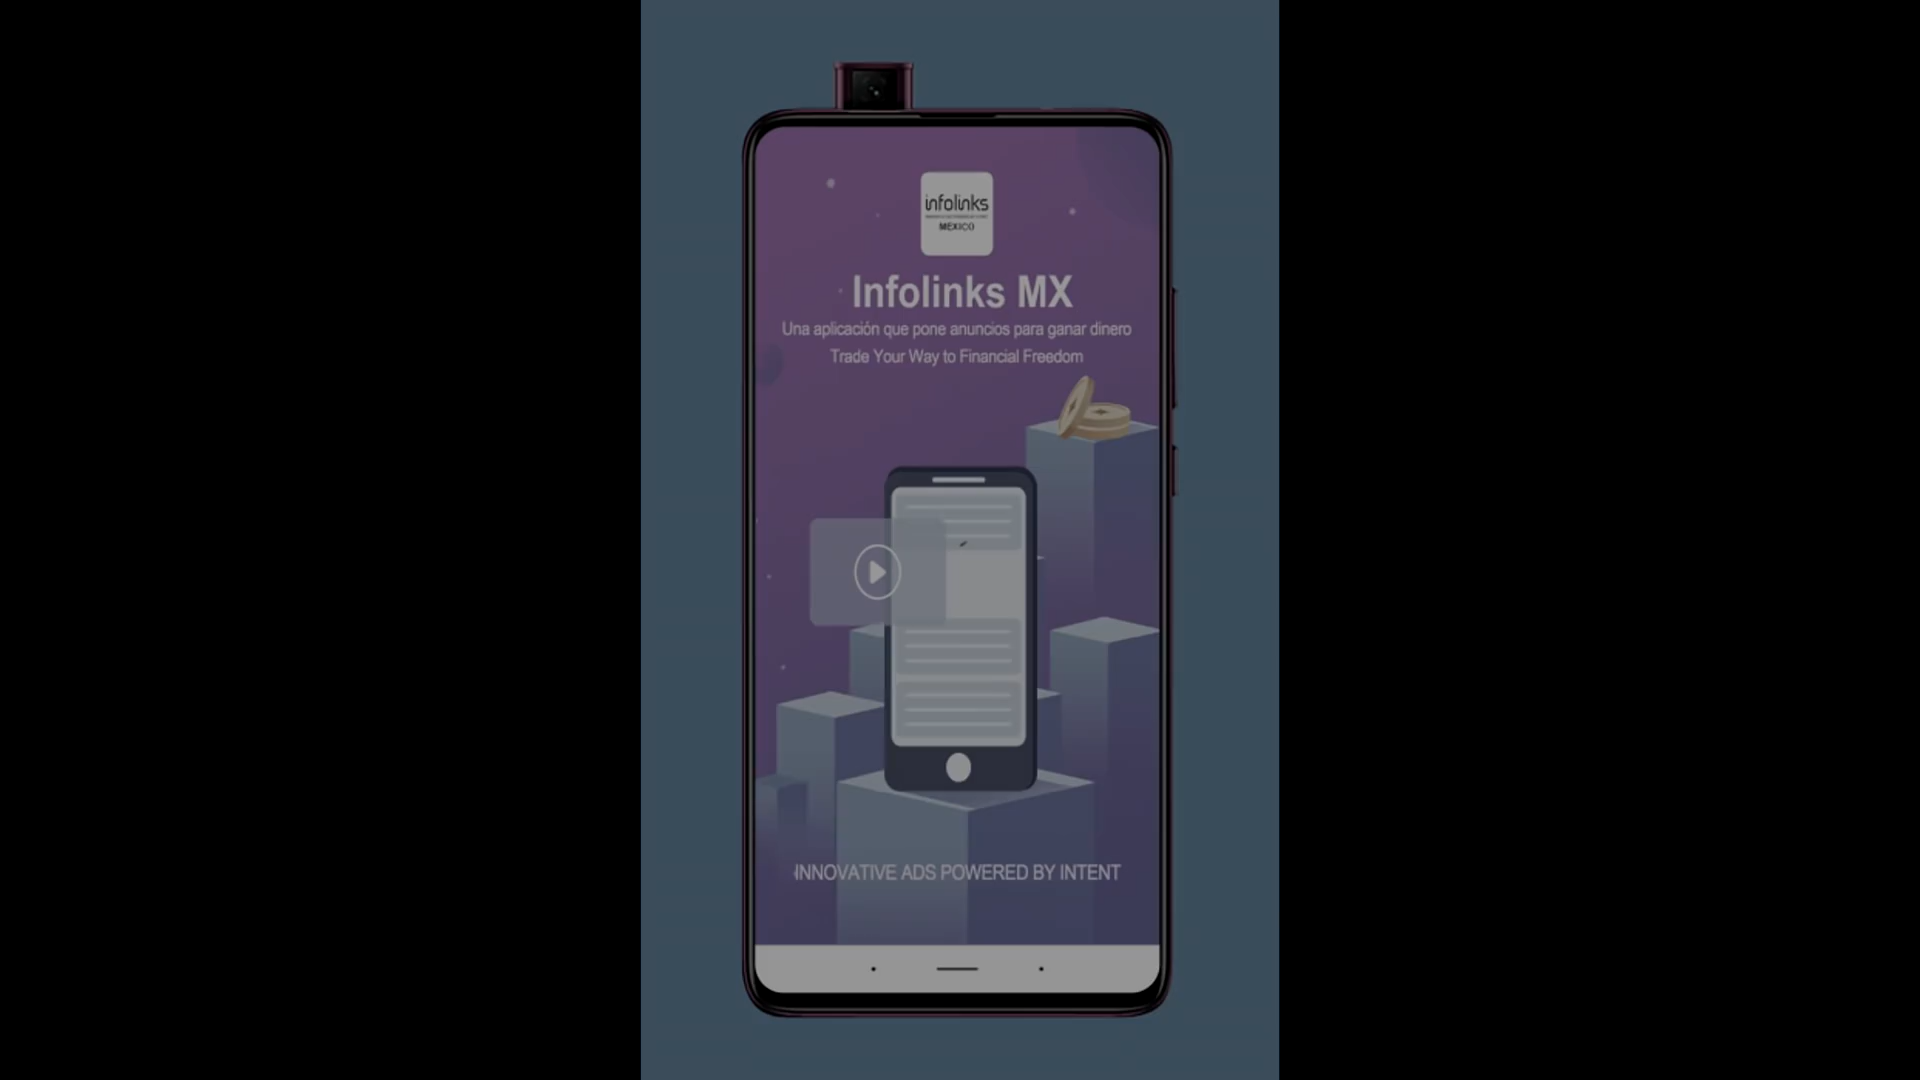 infolinks
MEXICO
Infolinks MX
Una aplicación que pone anuncios para ganar dinero
Trade Your Way to Financial Freedom
INNOVATIVE ADS POWERED BY INTENT